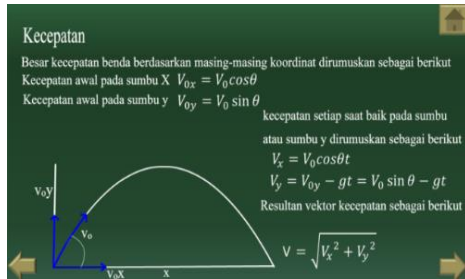 Kecepatan
Besar kecepatan benda berdasarkan masing-masing koordinat dirumuskan sebagai berikut
Kecepatan awal pada sumbu X V₀ₓ = V₀cosθ
Kecepatan awal pada sumbu y V₀y = V₀ sin θ
kecepatan setiap saat baik pada sumbu
atau sumbu y dirumuskan sebagai berikut
Vₓ = V₀cosθt
Vy = V₀y − gt = V₀ sin θ − gt
Resultan vektor kecepatan sebagai berikut
V = √(Vₓ² + Vy²)
v₀y
v₀
v₀x
x